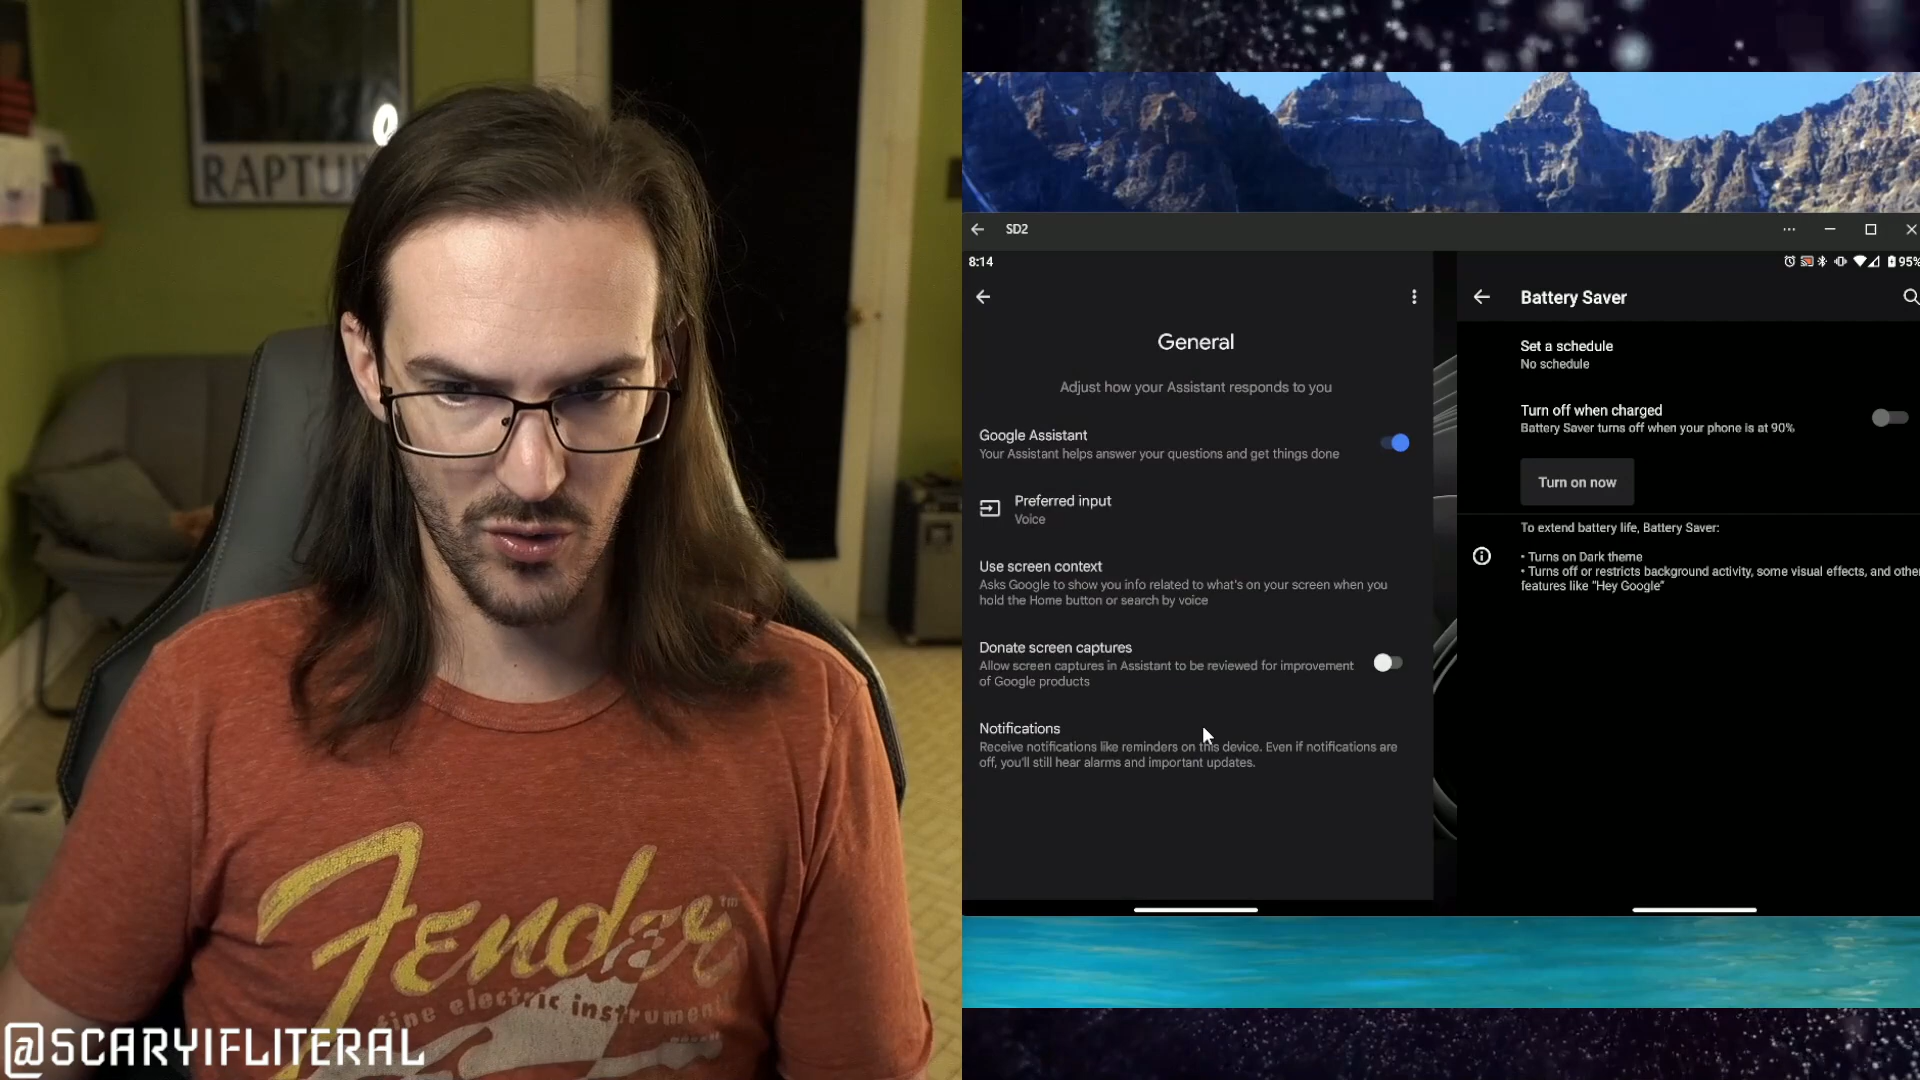 RAPTU
Fender
TM
fine electric instrument
@SCARYIFLITERAL
SD2
8:14
95%
General
Adjust how your Assistant responds to you
Google Assistant
Your Assistant helps answer your questions and get things done
Preferred input
Voice
Use screen context
Asks Google to show you info related to what's on your screen when you
hold the Home button or search by voice
Donate screen captures
Allow screen captures in Assistant to be reviewed for improvement
of Google products
Notifications
Receive notifications like reminders on this device. Even if notifications are
off, you'll still hear alarms and important updates.
Battery Saver
Set a schedule
No schedule
Turn off when charged
Battery Saver turns off when your phone is at 90%
Turn on now
To extend battery life, Battery Saver:
• Turns on Dark theme
• Turns off or restricts background activity, some visual effects, and other
features like "Hey Google"